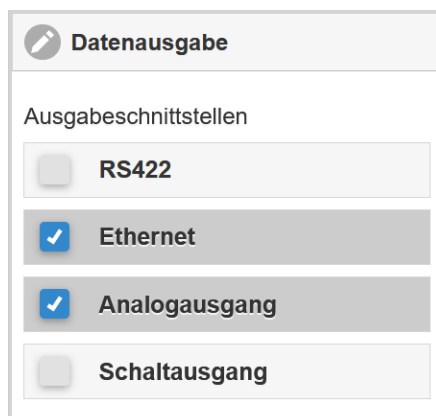 Datenausgabe
Ausgabeschnittstellen
RS422
Ethernet
Analogausgang
Schaltausgang